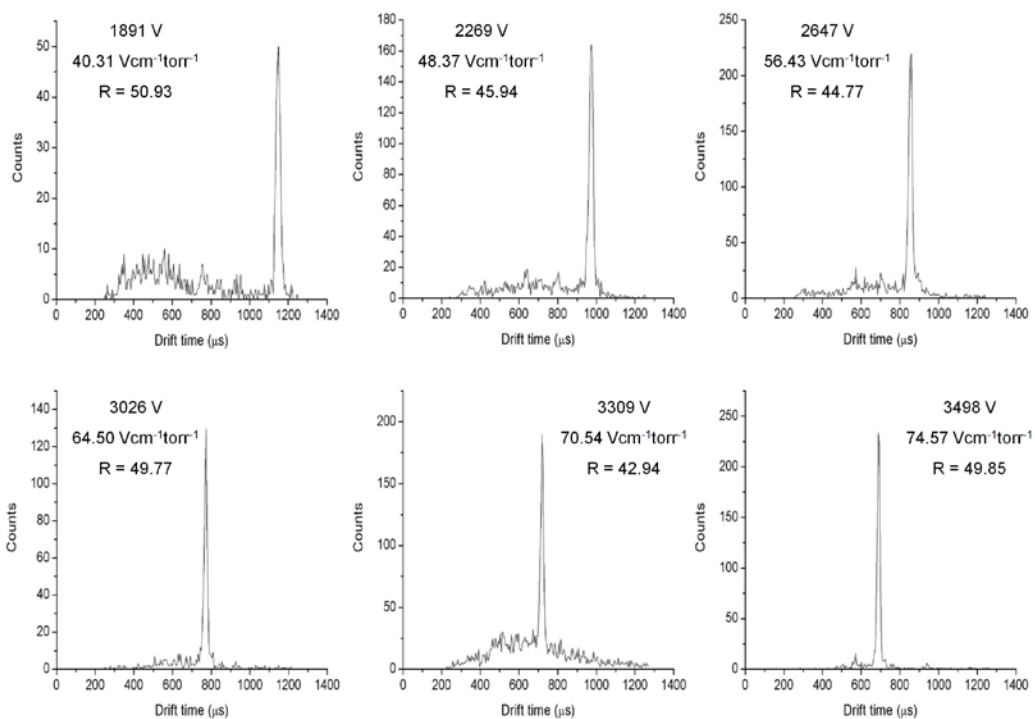 1891 V
40.31 Vcm⁻¹torr⁻¹
R = 50.93
Counts
50
40
30
20
10
0
0 200 400 600 800 1000 1200 1400
Drift time (μs)
2269 V
48.37 Vcm⁻¹torr⁻¹
R = 45.94
Counts
180
160
140
120
100
80
60
40
20
0
0 200 400 600 800 1000 1200 1400
Drift time (μs)
2647 V
56.43 Vcm⁻¹torr⁻¹
R = 44.77
Counts
250
200
150
100
50
0
0 200 400 600 800 1000 1200 1400
Drift time (μs)
3026 V
64.50 Vcm⁻¹torr⁻¹
R = 49.77
Counts
140
120
100
80
60
40
20
0
0 200 400 600 800 1000 1200 1400
Drift time (μs)
3309 V
70.54 Vcm⁻¹torr⁻¹
R = 42.94
Counts
200
150
100
50
0
0 200 400 600 800 1000 1200 1400
Drift time (μs)
3498 V
74.57 Vcm⁻¹torr⁻¹
R = 49.85
Counts
250
200
150
100
50
0
0 200 400 600 800 1000 1200 1400
Drift time (μs)